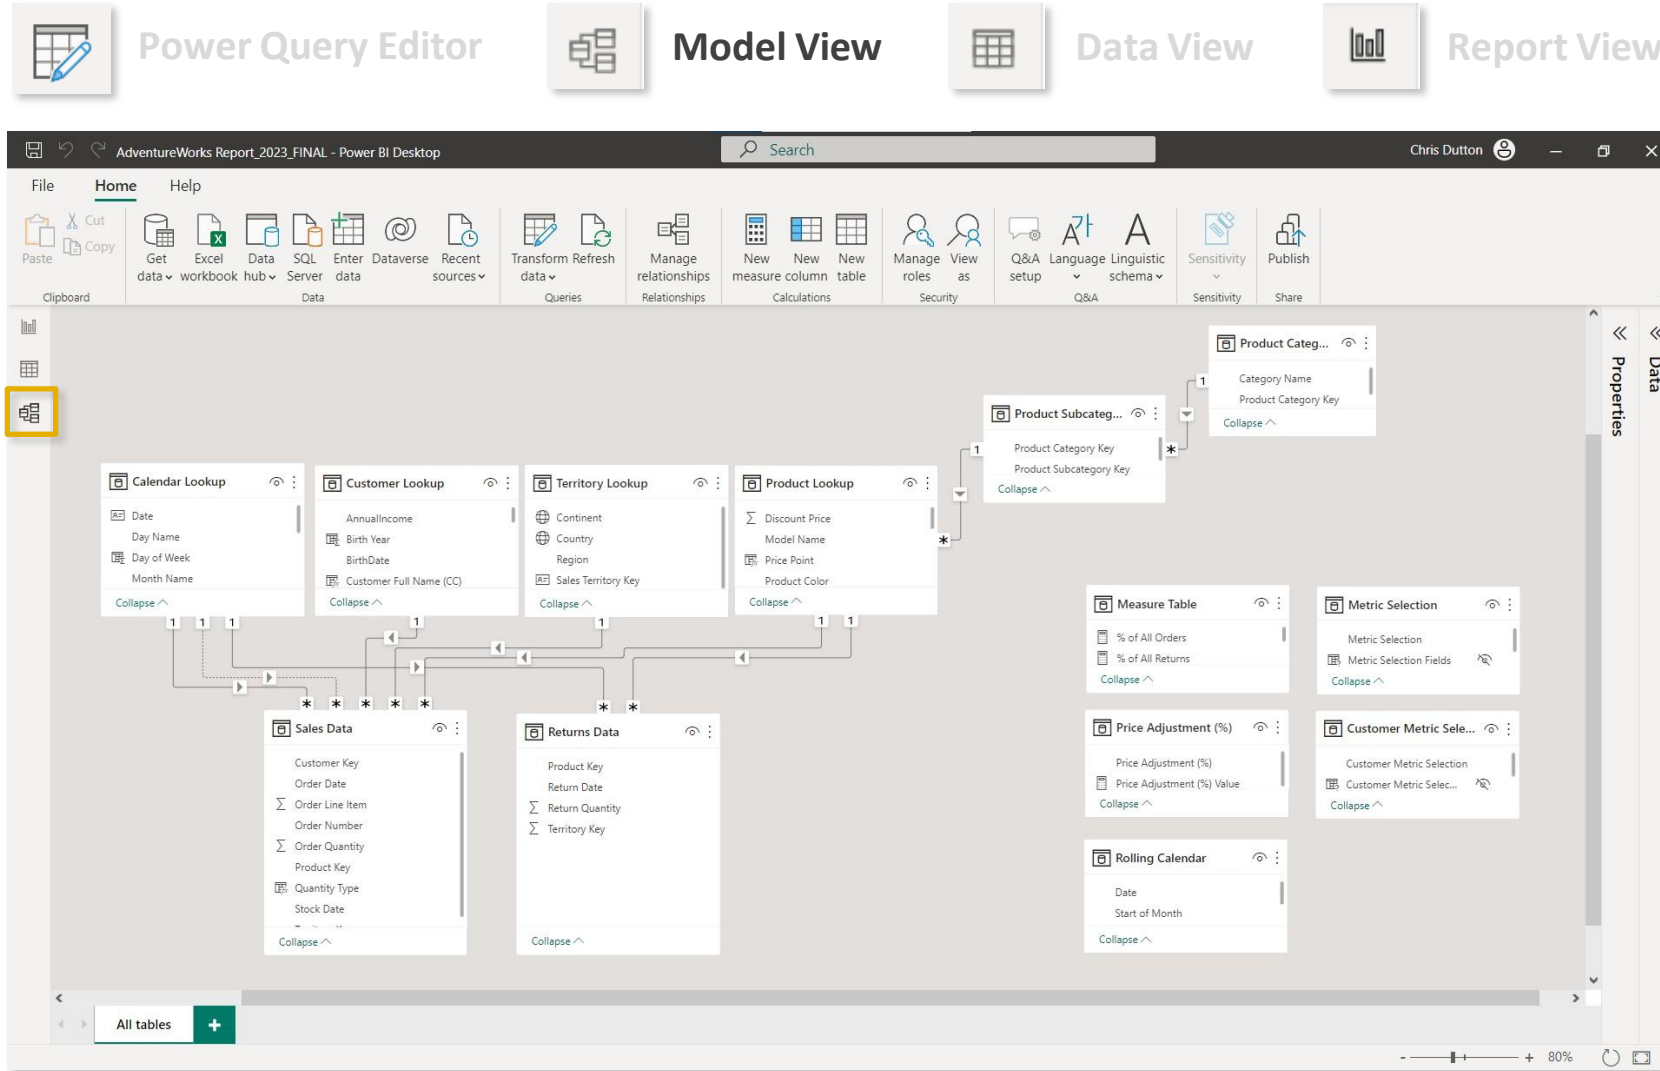 Power Query Editor
Model View
Data View
Report View
AdventureWorks Report_2023_FINAL - Power BI Desktop
Search
Chris Dutton
File Home Help
Paste
Cut
Copy
Clipboard
Get data
Excel workbook
Data hub
SQL Server
Enter data
Dataverse
Recent sources
Data
Transform data
Refresh
Queries
Manage relationships
Relationships
New measure
New column
New table
Calculations
Manage roles
View as
Security
Q&A setup
Language
Linguistic schema
Q&A
Sensitivity
Sensitivity
Publish
Share
Properties
Data
Product Categ...
Category Name
Product Category Key
Collapse
1
*
Product Subcateg...
Product Category Key
Product Subcategory Key
Collapse
1
*
Calendar Lookup
Date
Day Name
Day of Week
Month Name
Collapse
1 1 1
Customer Lookup
AnnualIncome
Birth Year
BirthDate
Customer Full Name (CC)
Collapse
1
Territory Lookup
Continent
Country
Region
Sales Territory Key
Collapse
1
Product Lookup
Discount Price
Model Name
Price Point
Product Color
Collapse
1 1
Measure Table
% of All Orders
% of All Returns
Collapse
Metric Selection
Metric Selection
Metric Selection Fields
Collapse
* * * * *
Sales Data
Customer Key
Order Date
Order Line Item
Order Number
Order Quantity
Product Key
Quantity Type
Stock Date
Collapse
* *
Returns Data
Product Key
Return Date
Return Quantity
Territory Key
Collapse
Price Adjustment (%)
Price Adjustment (%)
Price Adjustment (%) Value
Collapse
Customer Metric Sele...
Customer Metric Selection
Customer Metric Selec...
Collapse
Rolling Calendar
Date
Start of Month
Collapse
All tables
+
- + 80%